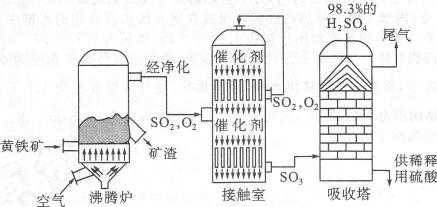 98.3%的
H₂SO₄
尾气
催化剂
经净化
SO₂,O₂
SO₂,O₂
催化剂
黄铁矿
矿渣
SO₃
空气
沸腾炉
接触室
吸收塔
供稀释
用硫酸